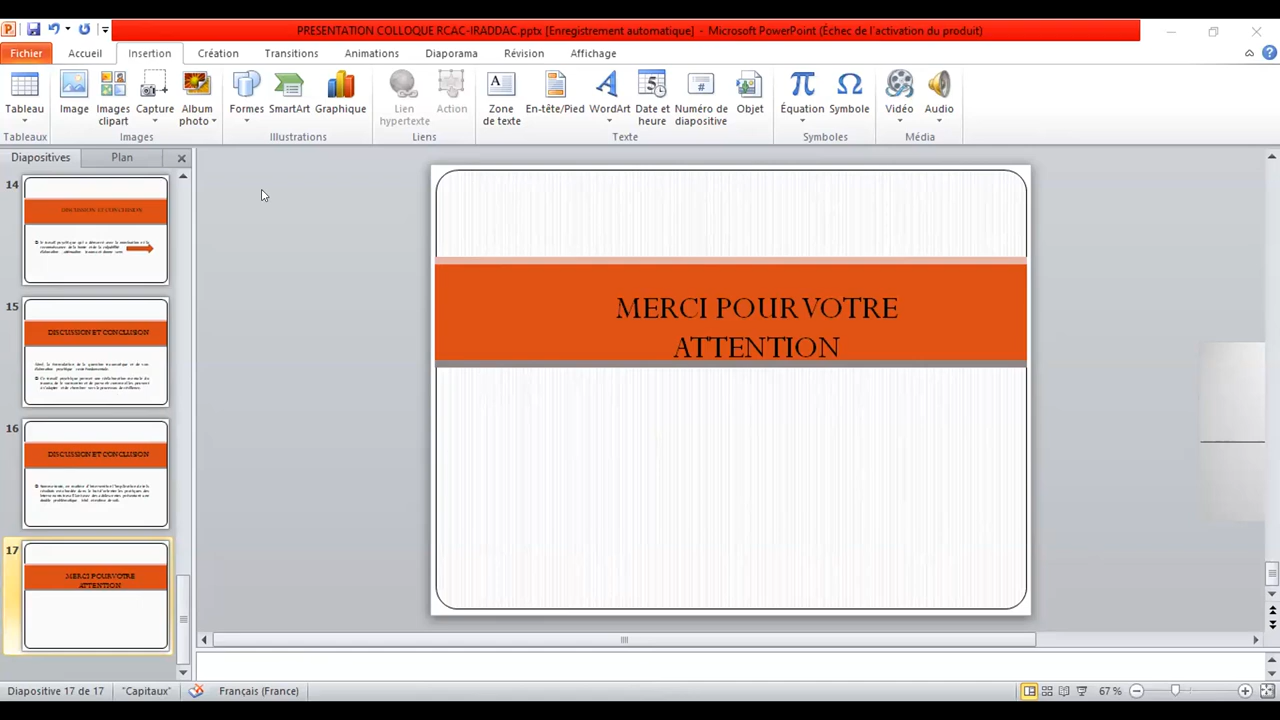 PRESENTATION COLLOQUE RCAC-IRADDAC.pptx [Enregistrement automatique] - Microsoft PowerPoint (Échec de l'activation du produit)
Fichier Accueil Insertion Création Transitions Animations Diaporama Révision Affichage
Tableau
Image
Images clipart
Capture
Album photo
Formes
SmartArt
Graphique
Lien hypertexte
Action
Zone de texte
En-tête/Pied
WordArt
Date et heure
Numéro de diapositive
Objet
Équation
Symbole
Vidéo
Audio
Tableaux Images Illustrations Liens Texte Symboles Média
Diapositives Plan
14
DISCUSSION ET CONCLUSION
15
DISCUSSION ET CONCLUSION
16
DISCUSSION ET CONCLUSION
17
MERCI POUR VOTRE
ATTENTION
MERCI POUR VOTRE
ATTENTION
Diapositive 17 de 17 "Capitaux" Français (France) 67 %